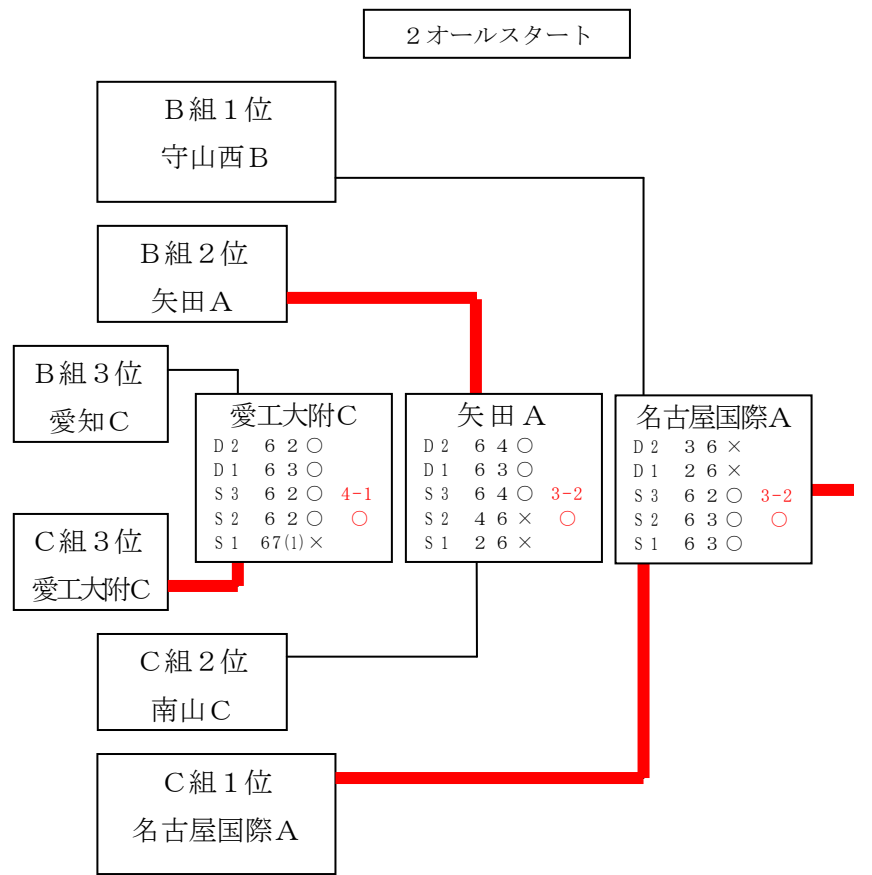 ２オールスタート
Ｂ組１位
守山西Ｂ
Ｂ組２位
矢田Ａ
Ｂ組３位
愛知Ｃ
愛工大附Ｃ
Ｄ２ ６２○
Ｄ１ ６３○
Ｓ３ ６２○ 4-1
Ｓ２ ６２○ ○
Ｓ１ 67(1)×
矢田Ａ
Ｄ２ ６４○
Ｄ１ ６３○
Ｓ３ ６４○ 3-2
Ｓ２ ４６× ○
Ｓ１ ２６×
名古屋国際Ａ
Ｄ２ ３６×
Ｄ１ ２６×
Ｓ３ ６２○ 3-2
Ｓ２ ６３○ ○
Ｓ１ ６３○
Ｃ組３位
愛工大附Ｃ
Ｃ組２位
南山Ｃ
Ｃ組１位
名古屋国際Ａ